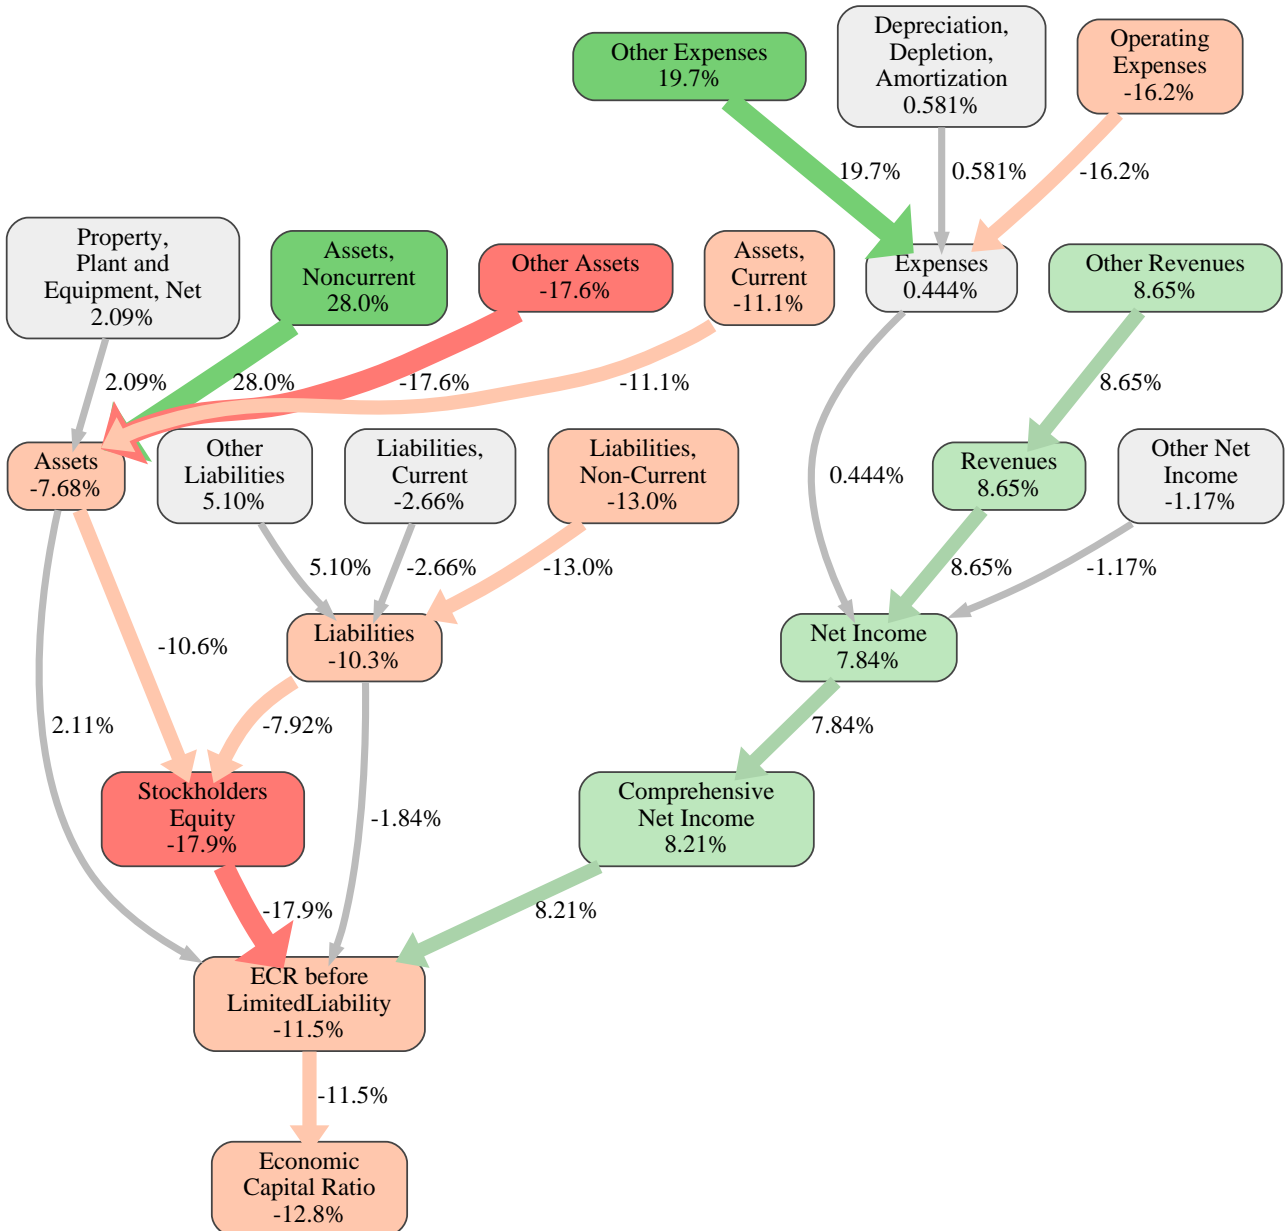 Other Expenses
19.7%
Depreciation,
Depletion,
Amortization
0.581%
Operating
Expenses
-16.2%
19.7%
0.581%
-16.2%
Property,
Plant and
Equipment, Net
2.09%
Assets,
Noncurrent
28.0%
Other Assets
-17.6%
Assets,
Current
-11.1%
Expenses
0.444%
Other Revenues
8.65%
2.09%
28.0%
-17.6%
-11.1%
8.65%
Assets
-7.68%
Other
Liabilities
5.10%
Liabilities,
Current
-2.66%
Liabilities,
Non-Current
-13.0%
0.444%
Revenues
8.65%
Other Net
Income
-1.17%
5.10%
-2.66%
-13.0%
8.65%
-1.17%
-10.6%
Liabilities
-10.3%
Net Income
7.84%
2.11%
-7.92%
7.84%
Stockholders
Equity
-17.9%
-1.84%
Comprehensive
Net Income
8.21%
-17.9%
8.21%
ECR before
LimitedLiability
-11.5%
-11.5%
Economic
Capital Ratio
-12.8%